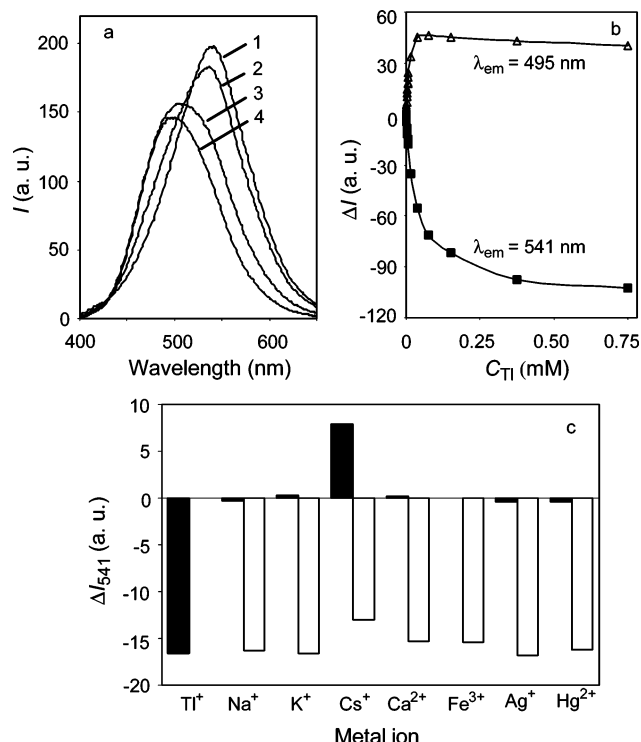 a
200
150
100
50
0
I (a. u.)
1
2
3
4
400
500
600
Wavelength (nm)
b
60
30
0
-30
-60
-90
-120
ΔI (a. u.)
λem = 495 nm
λem = 541 nm
0
0.25
0.50
0.75
CTl (mM)
c
10
5
0
-5
-10
-15
-20
ΔI541 (a. u.)
Tl+ Na+ K+ Cs+ Ca2+ Fe3+ Ag+ Hg2+
Metal ion